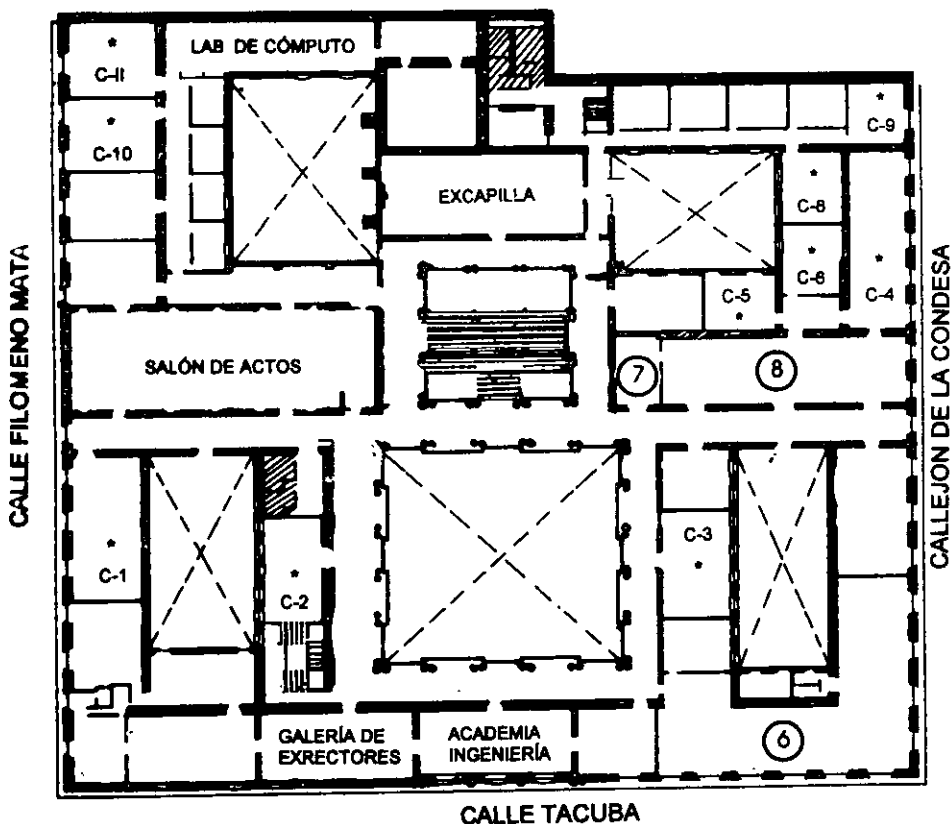 LAB DE CÓMPUTO
*
C-11
*
C-10
*
C-9
EXCAPILLA
*
C-8
*
C-6
C-5
*
*
C-4
CALLE FILOMENO MATA
SALÓN DE ACTOS
7
8
CALLEJON DE LA CONDESA
*
C-1
*
C-2
C-3
*
GALERÍA DE
EXRECTORES
ACADEMIA
INGENIERÍA
6
CALLE TACUBA